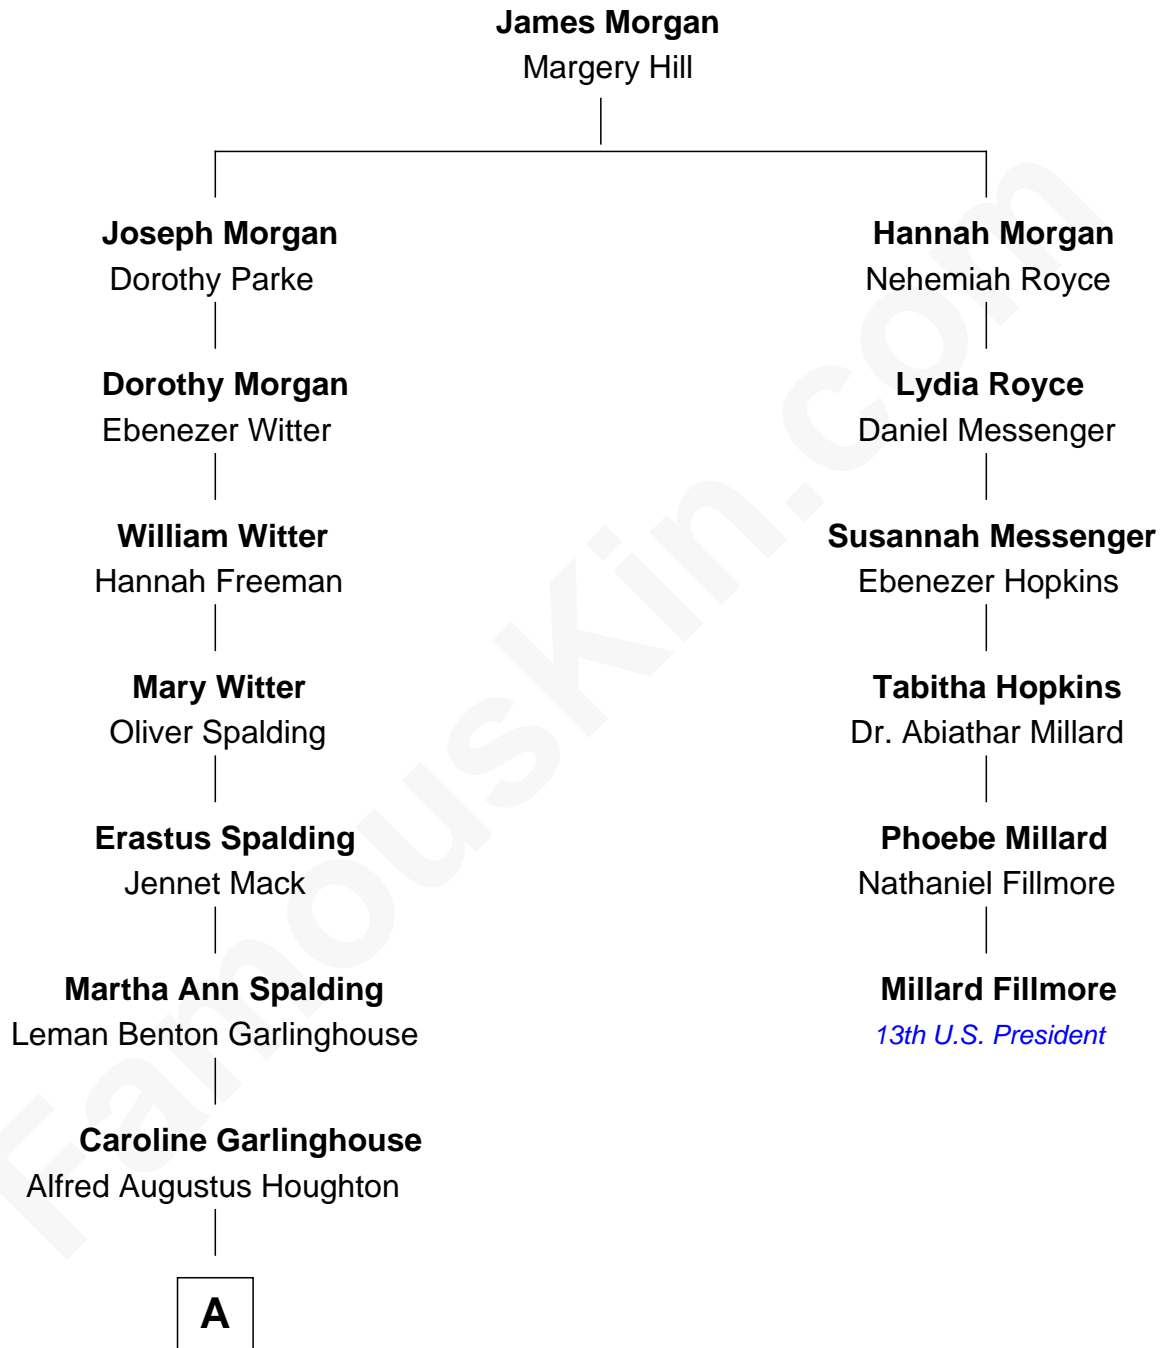 James Morgan
Margery Hill
Joseph Morgan
Dorothy Parke
Hannah Morgan
Nehemiah Royce
Dorothy Morgan
Ebenezer Witter
Lydia Royce
Daniel Messenger
William Witter
Hannah Freeman
Susannah Messenger
Ebenezer Hopkins
Mary Witter
Oliver Spalding
Tabitha Hopkins
Dr. Abiathar Millard
Erastus Spalding
Jennet Mack
Phoebe Millard
Nathaniel Fillmore
Martha Ann Spalding
Leman Benton Garlinghouse
Millard Fillmore
13th U.S. President
Caroline Garlinghouse
Alfred Augustus Houghton
A
FamousKin.com